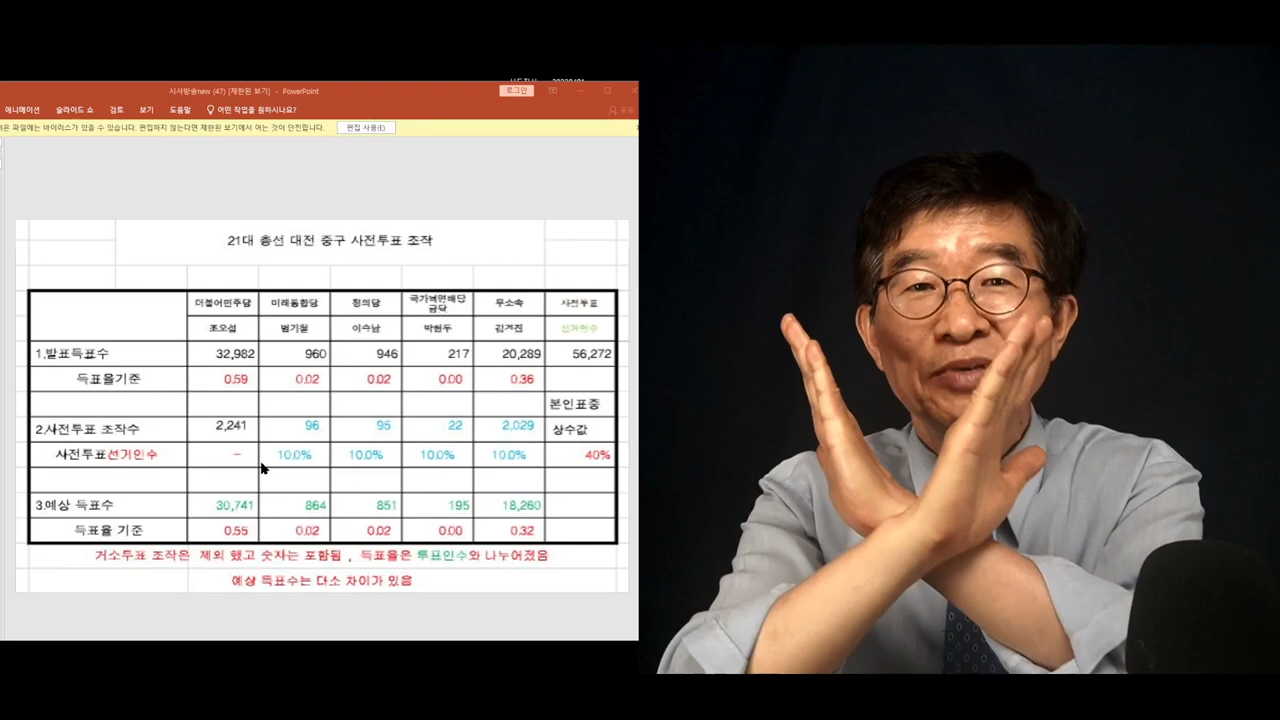 시사방송new (47) [제한된 보기] - PowerPoint
로그인
애니메이션 슬라이드 쇼 검토 보기 도움말 어떤 작업을 원하시나요? 공유
파일에는 바이러스가 있을 수 있습니다. 편집하지 않는다면 제한된 보기에서 여는 것이 안전합니다. 편집 사용(E)
21대 총선 대전 중구 사전투표 조작
더불어민주당 미래통합당 정의당 국가혁명배당금당 무소속 사전투표
조오섭 범기철 이승남 박현두 김경진 선거인수
1.발표득표수 32,982 960 946 217 20,289 56,272
득표율기준 0.59 0.02 0.02 0.00 0.36
본인표중
2.사전투표 조작수 2,241 96 95 22 2,029 상수값
사전투표선거인수 – 10.0% 10.0% 10.0% 10.0% 40%
3.예상 득표수 30,741 864 851 195 18,260
득표율 기준 0.55 0.02 0.02 0.00 0.32
거소투표 조작은 제외 했고 숫자는 포함됨 , 득표율은 투표인수와 나누어졌음
예상 득표수는 다소 차이가 있음